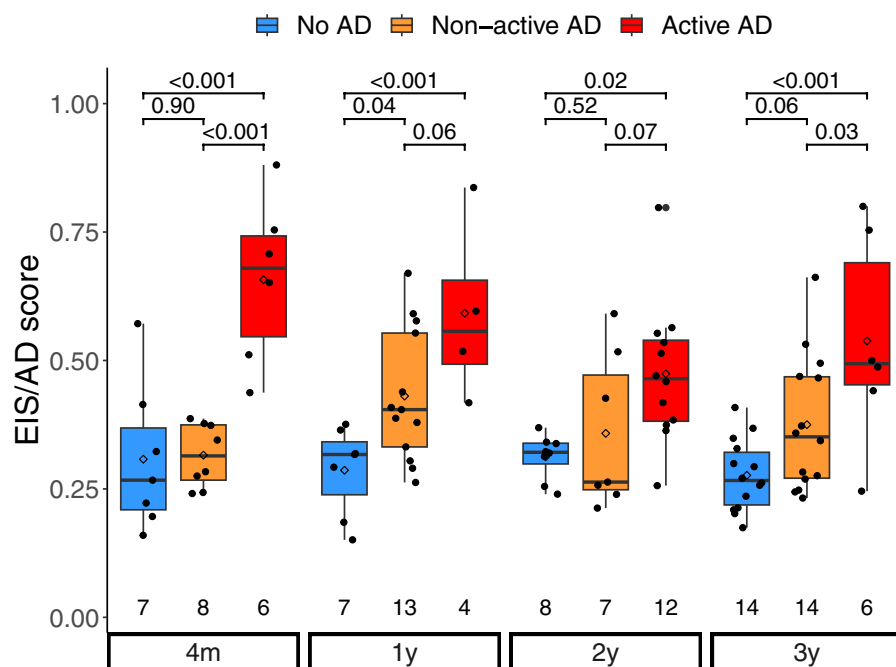 No AD Non−active AD Active AD
<0.001 <0.001 0.02 <0.001
0.90 0.04 0.52 0.06
<0.001 0.06 0.07 0.03
1.00
0.75
0.50
0.25
0.00
EIS/AD score
7 8 6 7 13 4 8 7 12 14 14 6
4m 1y 2y 3y